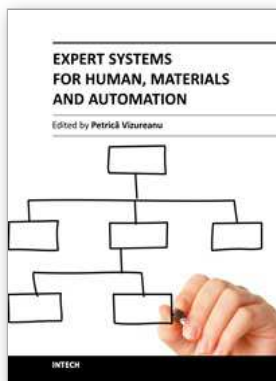 EXPERT SYSTEMS
FOR HUMAN, MATERIALS
AND AUTOMATION
Edited by Petrică Vizureanu
INTECH